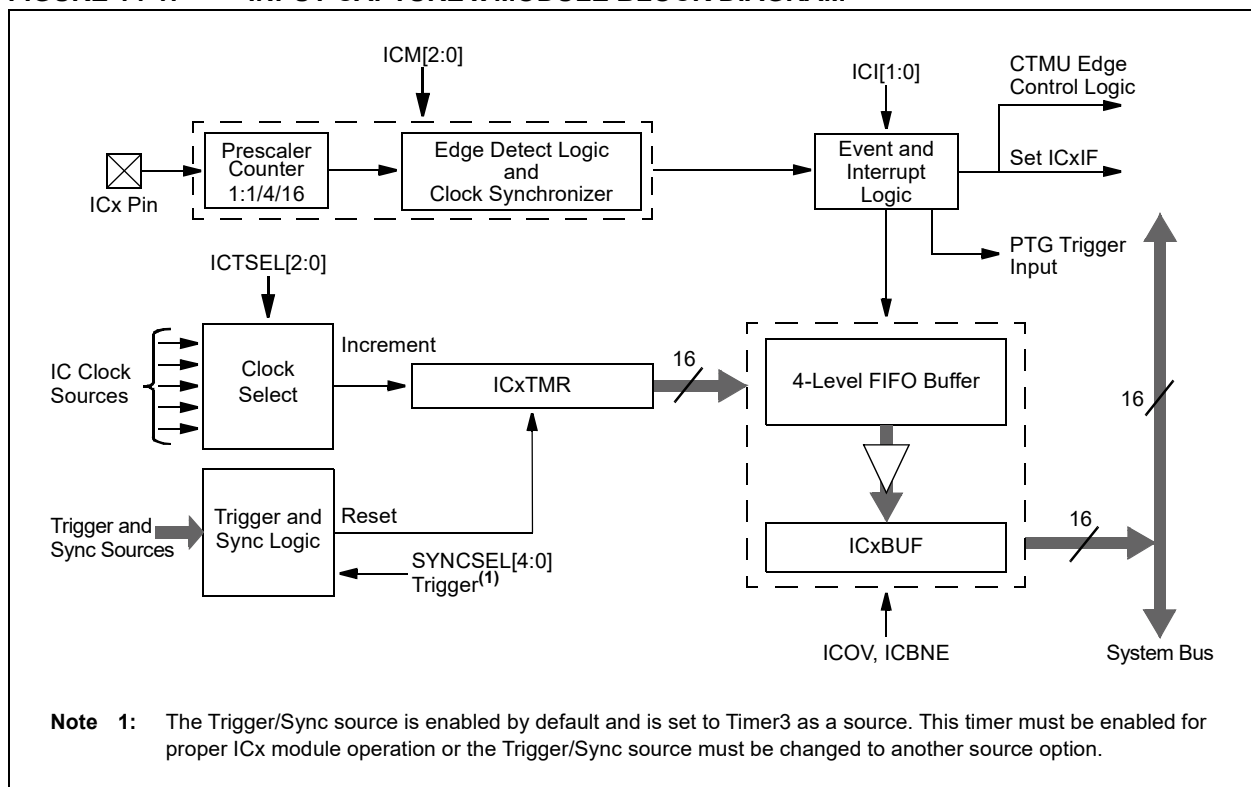 ICM[2:0]
ICI[1:0]
CTMU Edge
Control Logic
Prescaler
Counter
1:1/4/16
Edge Detect Logic
and
Clock Synchronizer
Event and
Interrupt
Logic
Set ICxIF
ICx Pin
PTG Trigger
Input
ICTSEL[2:0]
IC Clock
Sources
Clock
Select
Increment
ICxTMR
16
4-Level FIFO Buffer
16
Trigger and
Sync Sources
Trigger and
Sync Logic
Reset
SYNCSEL[4:0]
Trigger(1)
ICxBUF
16
ICOV, ICBNE
System Bus
Note 1: The Trigger/Sync source is enabled by default and is set to Timer3 as a source. This timer must be enabled for
proper ICx module operation or the Trigger/Sync source must be changed to another source option.